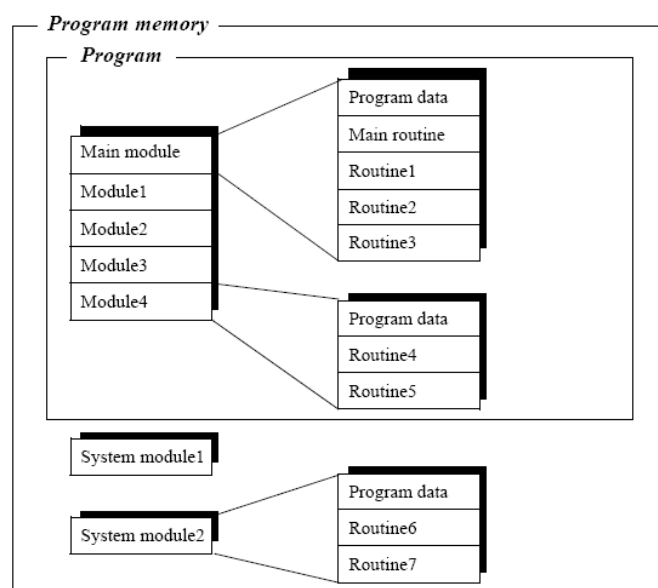 Program memory
Program
Main module
Module1
Module2
Module3
Module4
Program data
Main routine
Routine1
Routine2
Routine3
Program data
Routine4
Routine5
System module1
System module2
Program data
Routine6
Routine7